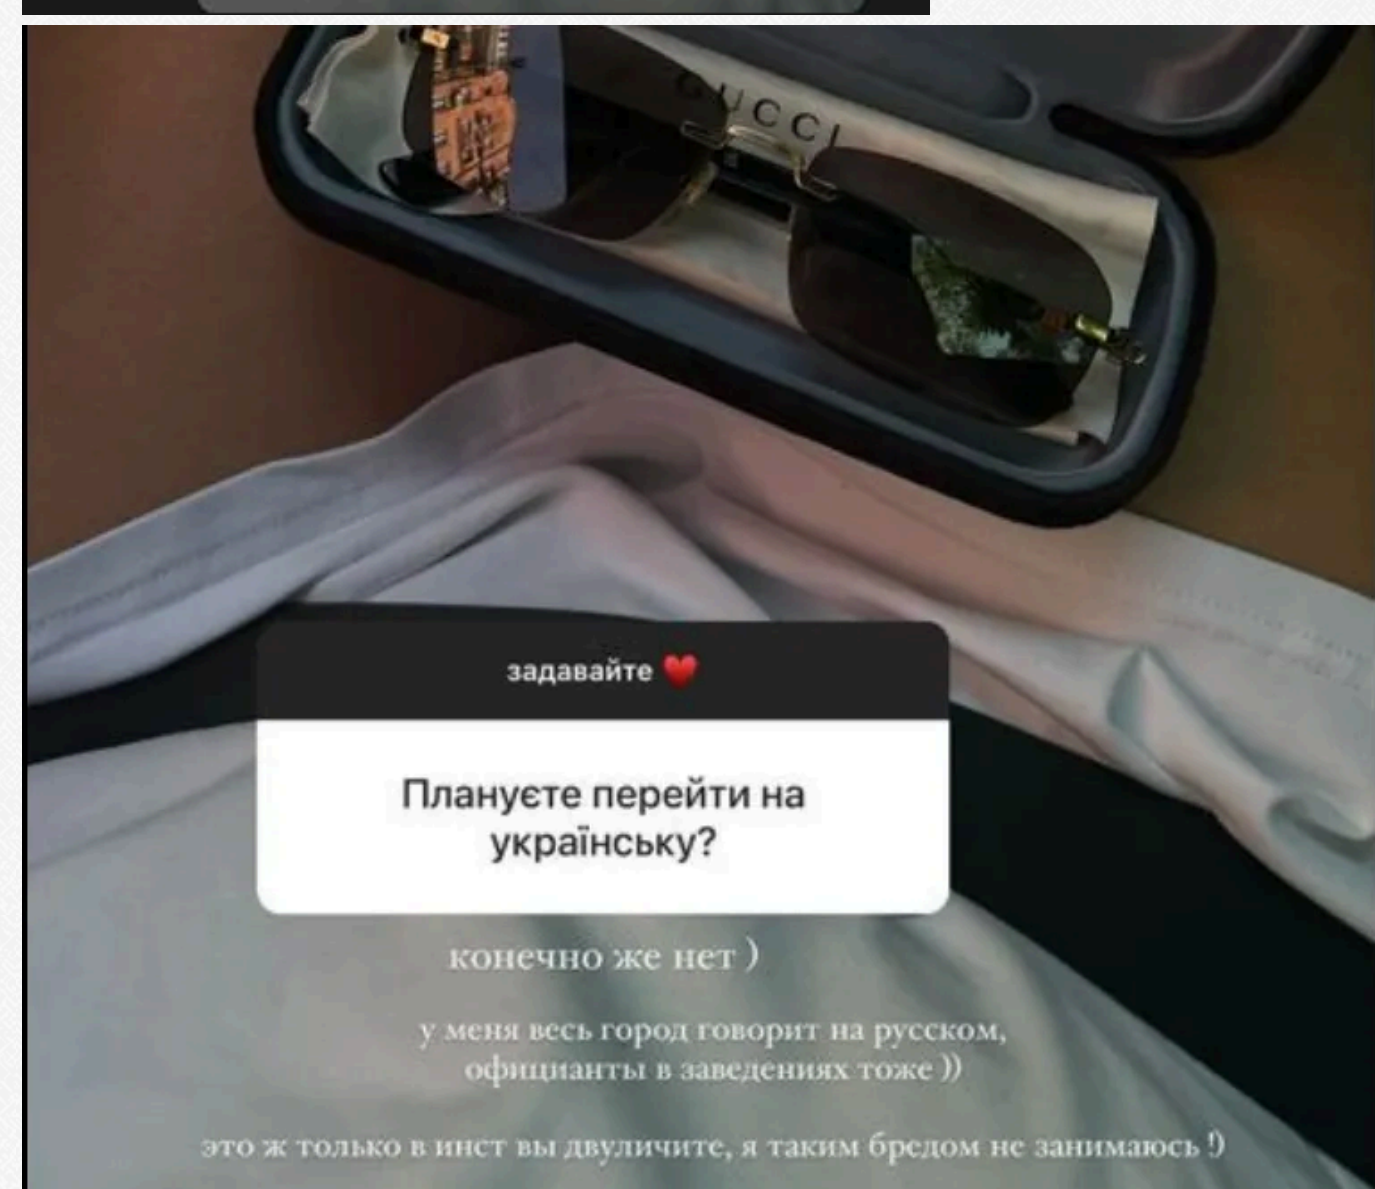 GUCCI
задавайте ❤️
Плануєте перейти на
українську?
конечно же нет )
у меня весь город говорит на русском,
официанты в заведениях тоже ))
это ж только в инст вы двуличите, я таким бредом не занимаюсь !)